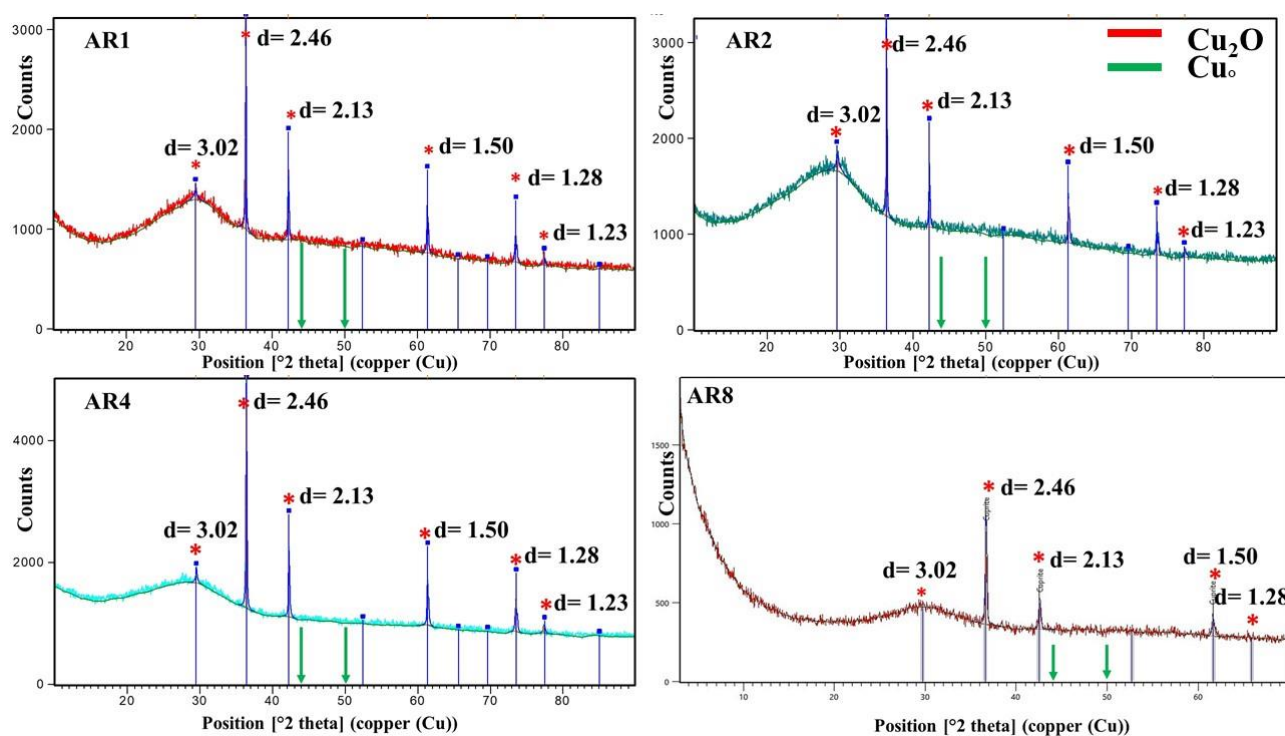 AR1
Counts
3000
2000
1000
0
* d= 2.46
* d= 2.13
d= 3.02
*
* d= 1.50
* d= 1.28
* d= 1.23
20 30 40 50 60 70 80
Position [°2 theta] (copper (Cu))
AR2
Counts
3000
2000
1000
0
Cu₂O
Cu○
* d= 2.46
* d= 2.13
d= 3.02
*
* d= 1.50
* d= 1.28
* d= 1.23
20 30 40 50 60 70 80
Position [°2 theta] (copper (Cu))
AR4
Counts
4000
2000
0
* d= 2.46
* d= 2.13
d= 3.02
*
* d= 1.50
* d= 1.28
* d= 1.23
20 30 40 50 60 70 80
Position [°2 theta] (copper (Cu))
AR8
Counts
1500
1000
500
0
* d= 2.46
Cuprite
* d= 2.13
Cuprite
d= 3.02
*
d= 1.50
*
Cuprite
d= 1.28
*
10 20 30 40 50 60
Position [°2 theta] (copper (Cu))